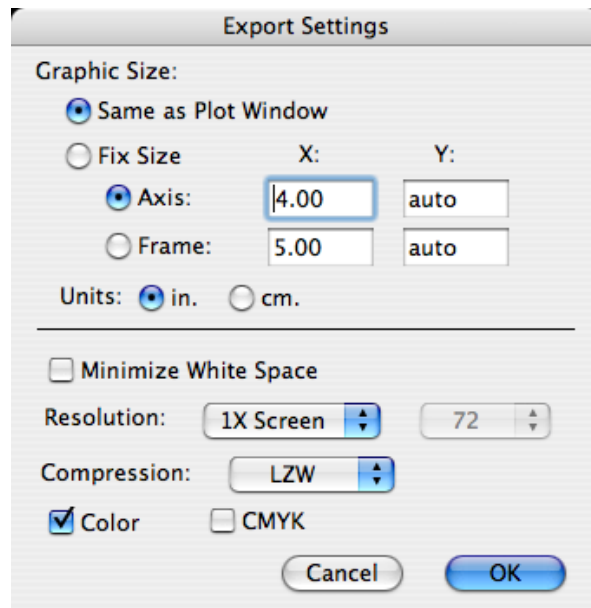 Export Settings
Graphic Size:
Same as Plot Window
Fix Size X: Y:
Axis: 4.00 auto
Frame: 5.00 auto
Units: in. cm.
Minimize White Space
Resolution: 1X Screen 72
Compression: LZW
Color CMYK
Cancel OK